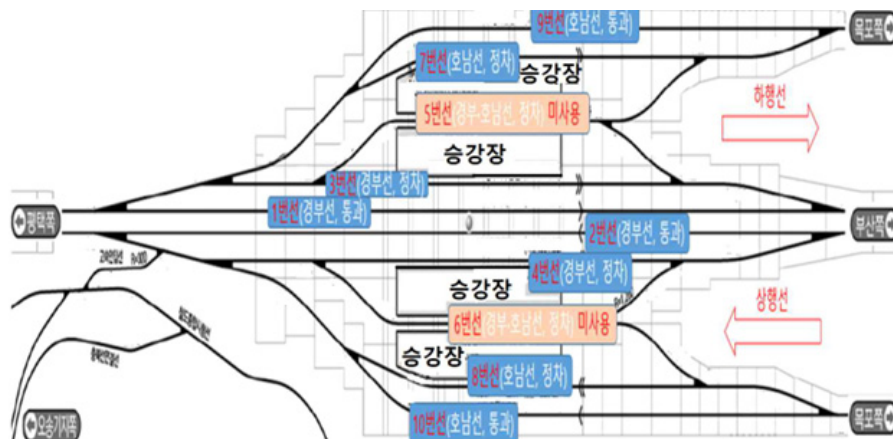 9번선(호남선, 통과)
목포쪽
7번선(호남선, 정차)
승강장
하행선
5번선(경부·호남선, 정차) 미사용
승강장
3번선(경부선, 정차)
1번선(경부선, 통과)
평택쪽
부산쪽
2번선(경부선, 통과)
4번선(경부선, 정차)
승강장
상행선
6번선(경부·호남선, 정차) 미사용
승강장
8번선(호남선, 정차)
10번선(호남선, 통과)
목포쪽
오송기지쪽